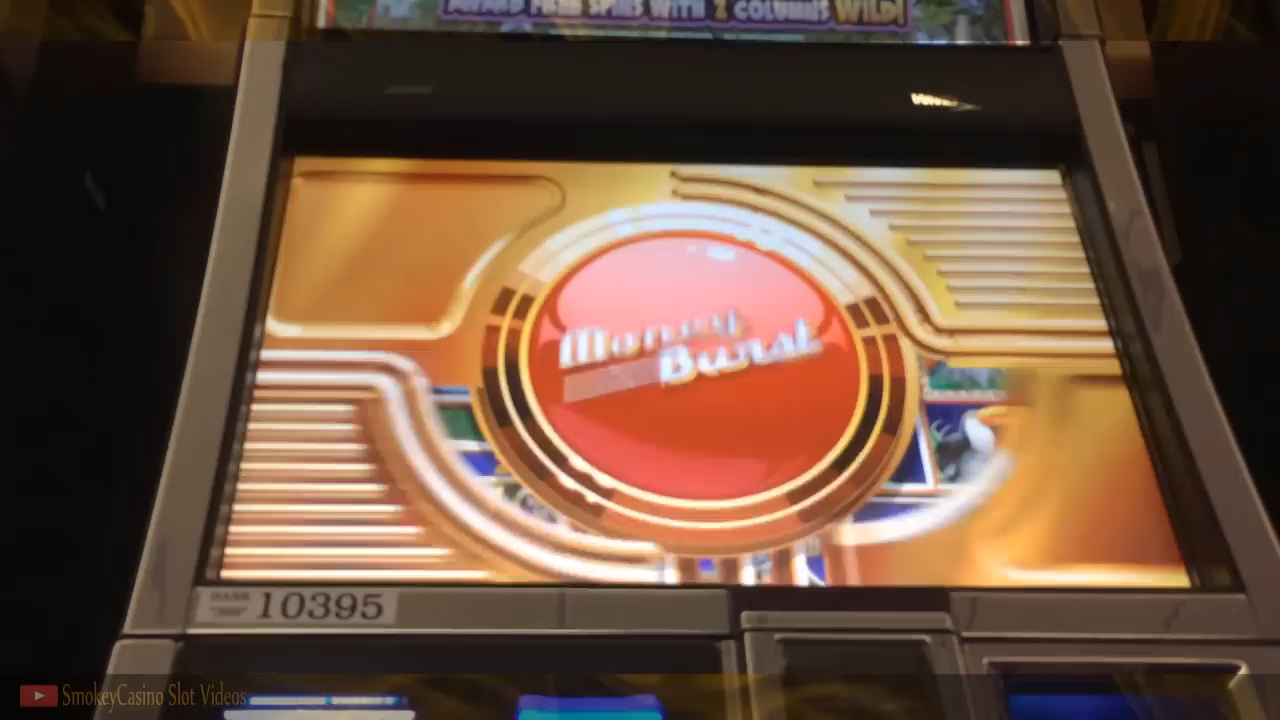 AWARD FREE SPINS WITH 2 COLUMNS WILD!
Money
Burst
BANK
10395
SmokeyCasino Slot Videos